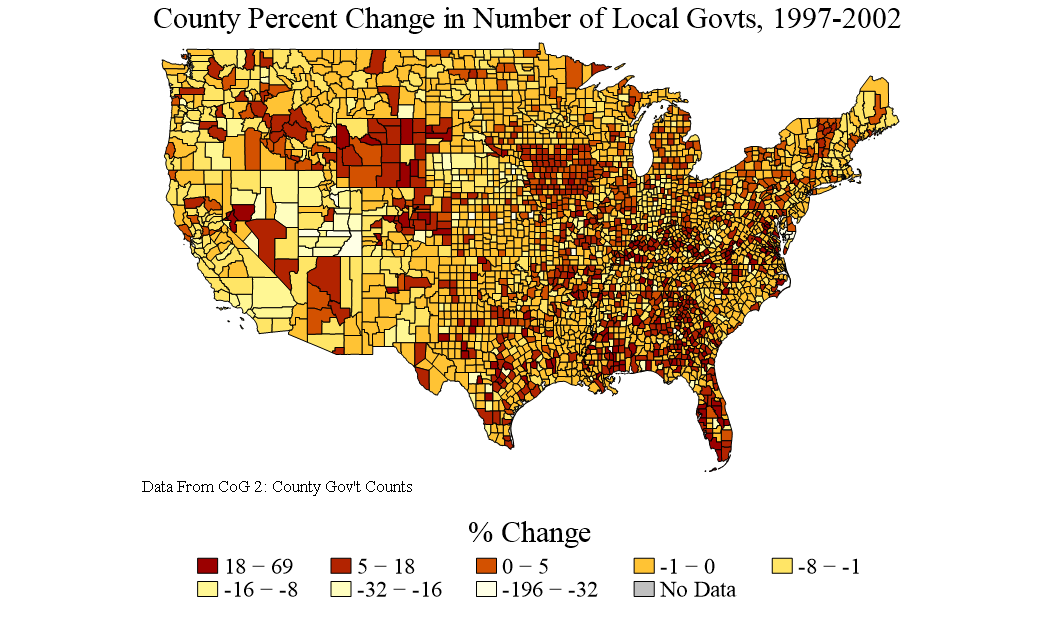 County Percent Change in Number of Local Govts, 1997-2002
Data From CoG 2: County Gov't Counts
% Change
18 − 69 5 − 18 0 − 5 -1 − 0 -8 − -1
-16 − -8 -32 − -16 -196 − -32 No Data